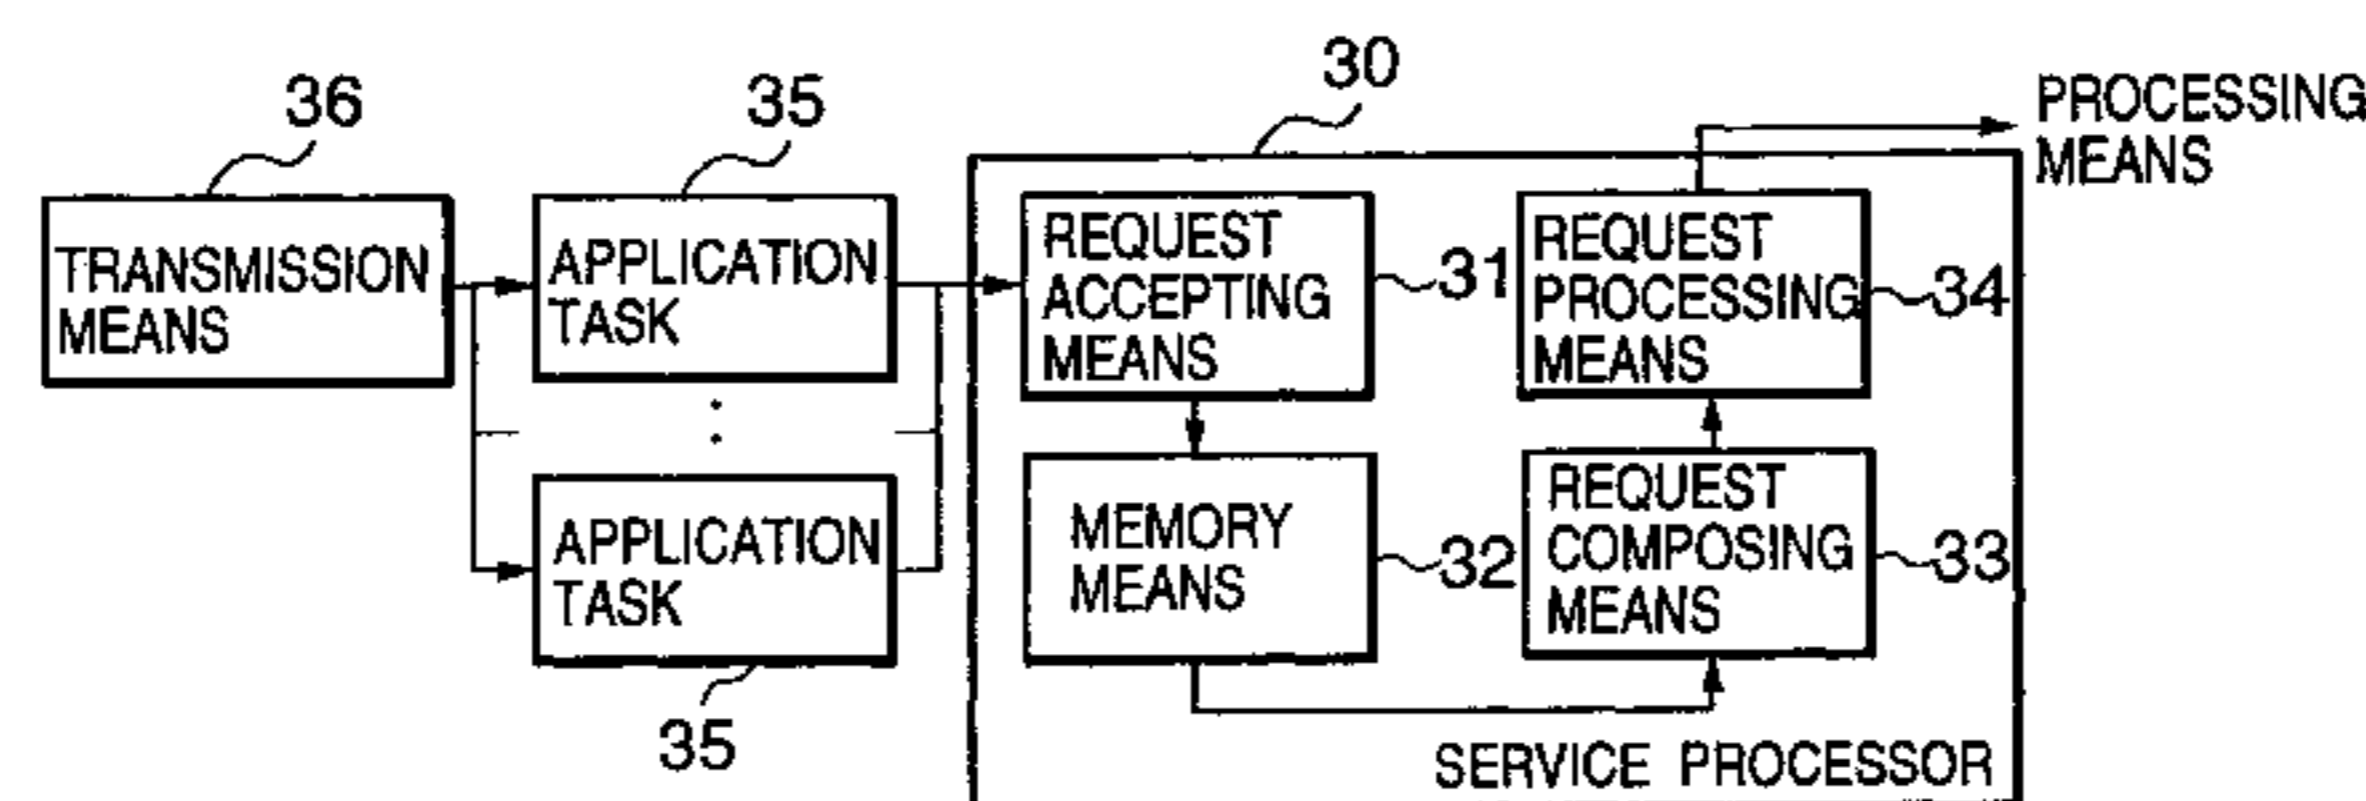 36
35
30
PROCESSING
MEANS
TRANSMISSION
MEANS
APPLICATION
TASK
REQUEST
ACCEPTING
MEANS
31
REQUEST
PROCESSING
MEANS
34
APPLICATION
TASK
35
MEMORY
MEANS
32
REQUEST
COMPOSING
MEANS
33
SERVICE PROCESSOR